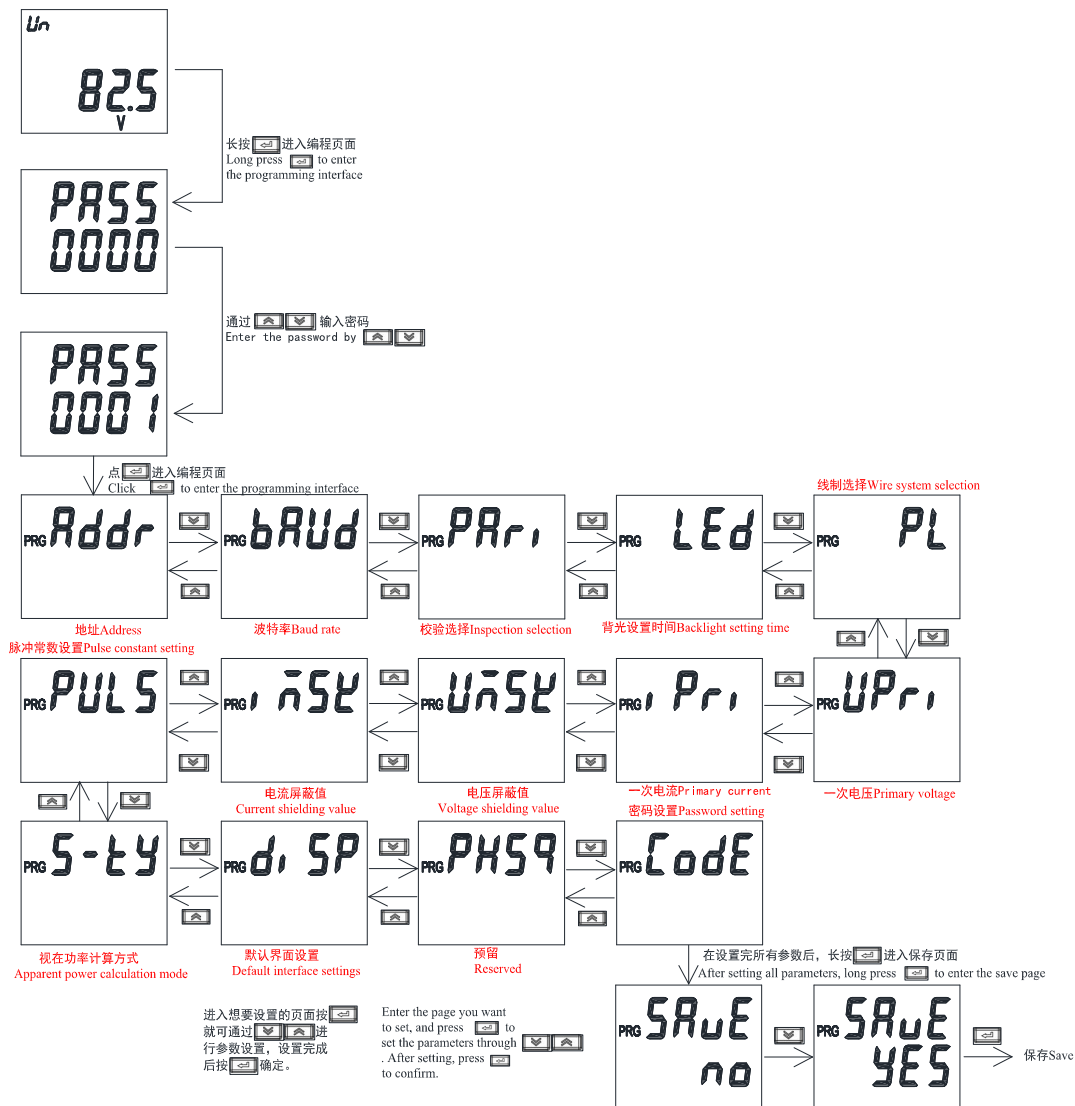 Un
82.5
V
长按进入编程页面
Long press to enter
the programming interface
PASS
0000
通过输入密码
Enter the password by
PASS
0001
点进入编程页面
Click to enter the programming interface
线制选择Wire system selection
PRG Addr
PRG bAUd
PRG PAri
PRG LEd
PRG PL
地址Address
波特率Baud rate
校验选择Inspection selection
背光设置时间Backlight setting time
脉冲常数设置Pulse constant setting
PRG PULS
PRG
PRG
PRG i Pri
PRG UPri
电流屏蔽值
Current shielding value
电压屏蔽值
Voltage shielding value
一次电流Primary current
一次电压Primary voltage
密码设置Password setting
PRG S-tY
PRG di SP
PRG PHSq
PRG CodE
视在功率计算方式
Apparent power calculation mode
默认界面设置
Default interface settings
预留
Reserved
在设置完所有参数后，长按进入保存页面
After setting all parameters, long press to enter the save page
进入想要设置的页面按
就可通过进
行参数设置，设置完成
后按确定。
Enter the page you want
to set, and press to
set the parameters through
. After setting, press
to confirm.
PRG SAvE
no
PRG SAvE
YES
保存Save